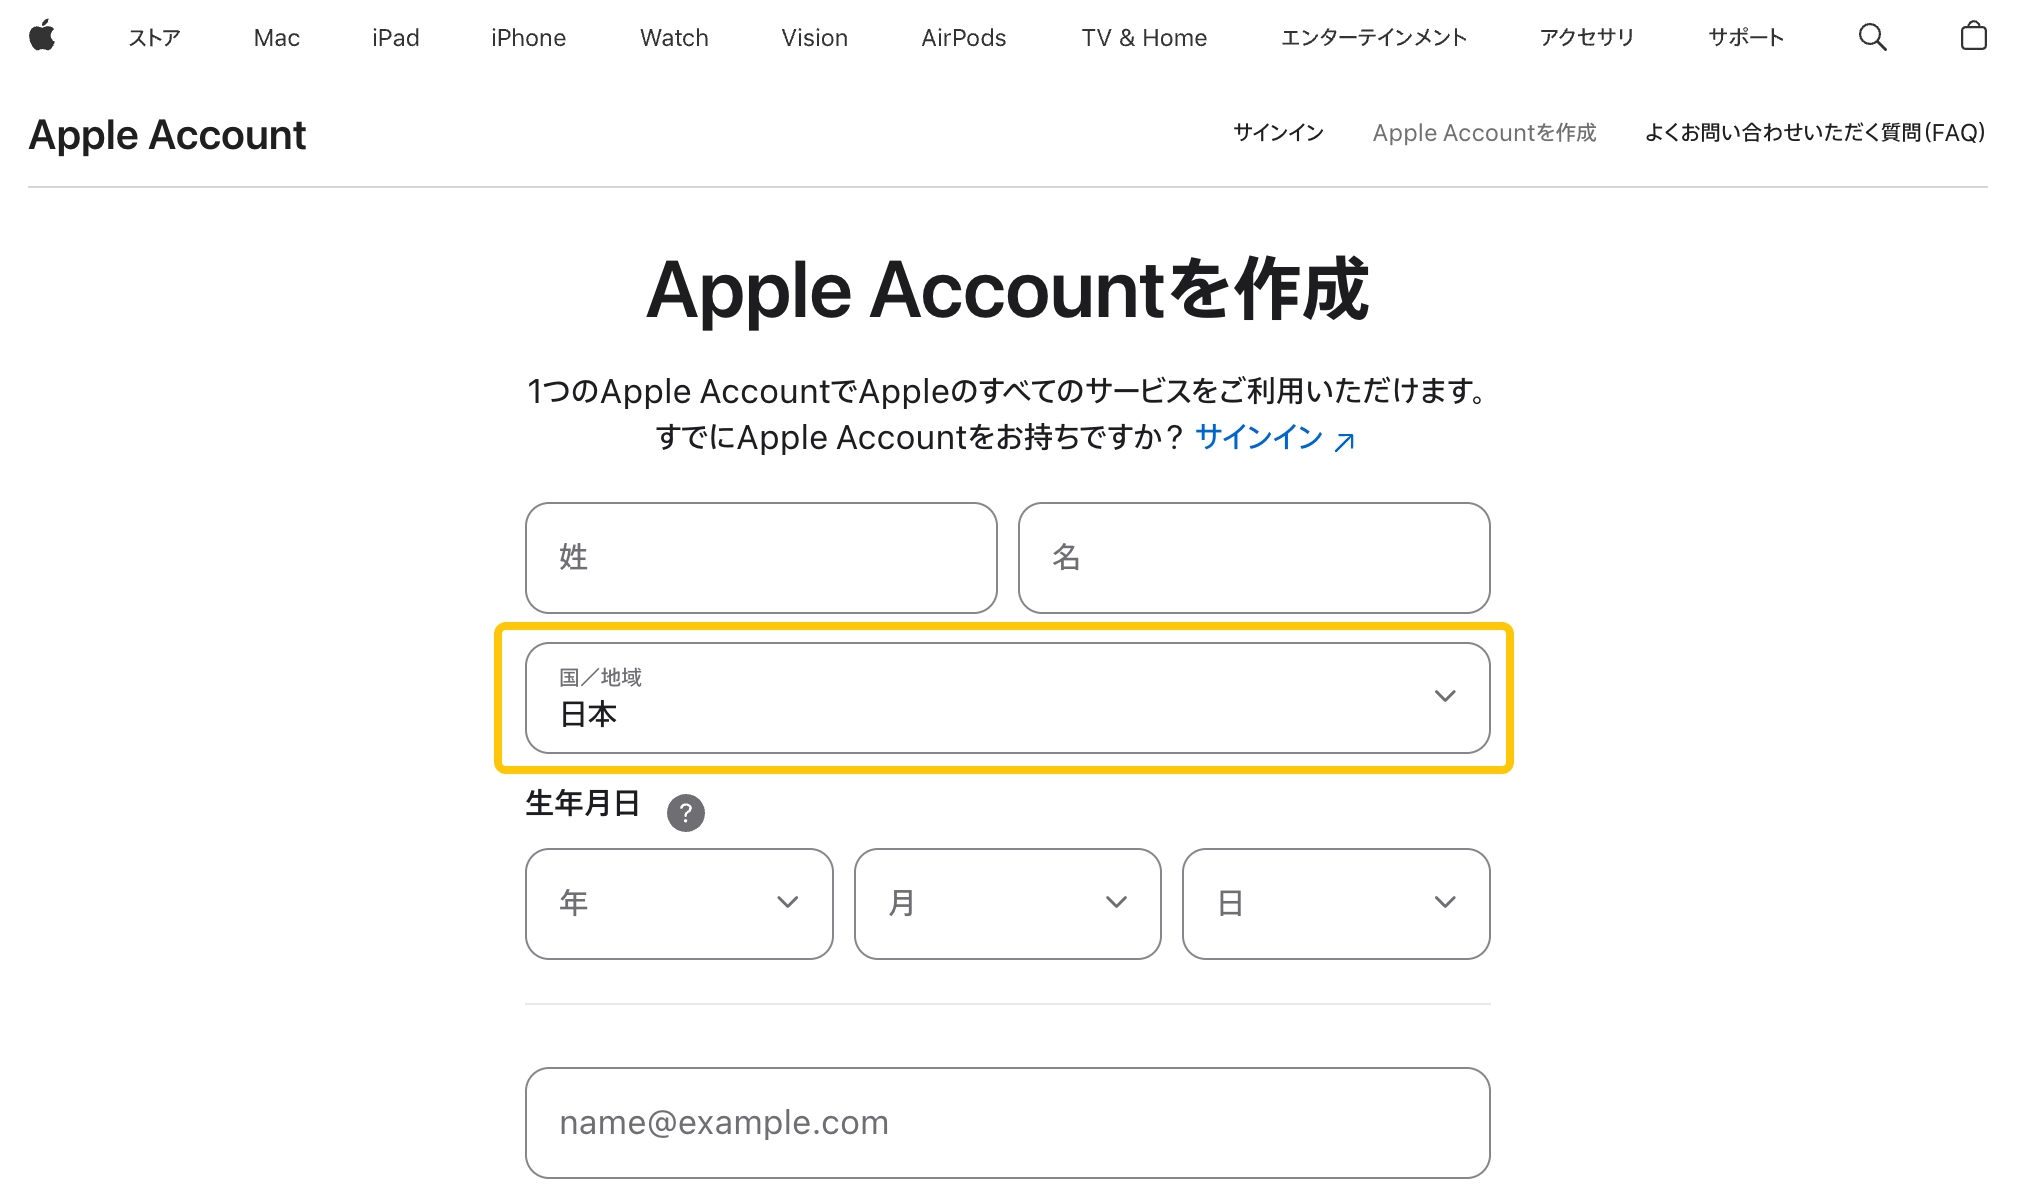 ストア Mac iPad iPhone Watch Vision AirPods TV & Home エンターテインメント アクセサリ サポート
Apple Account サインイン Apple Accountを作成 よくお問い合わせいただく質問(FAQ)
Apple Accountを作成
1つのApple AccountでAppleのすべてのサービスをご利用いただけます。
すでにApple Accountをお持ちですか？ サインイン
姓 名
国／地域
日本
生年月日 ?
年 月 日
name@example.com